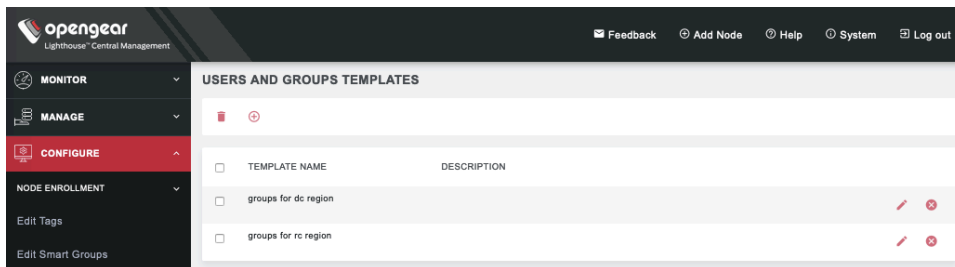 opengear
Lighthouse™ Central Management
Feedback
Add Node
Help
System
Log out
MONITOR
MANAGE
CONFIGURE
NODE ENROLLMENT
Edit Tags
Edit Smart Groups
USERS AND GROUPS TEMPLATES
TEMPLATE NAME DESCRIPTION
groups for dc region
groups for rc region